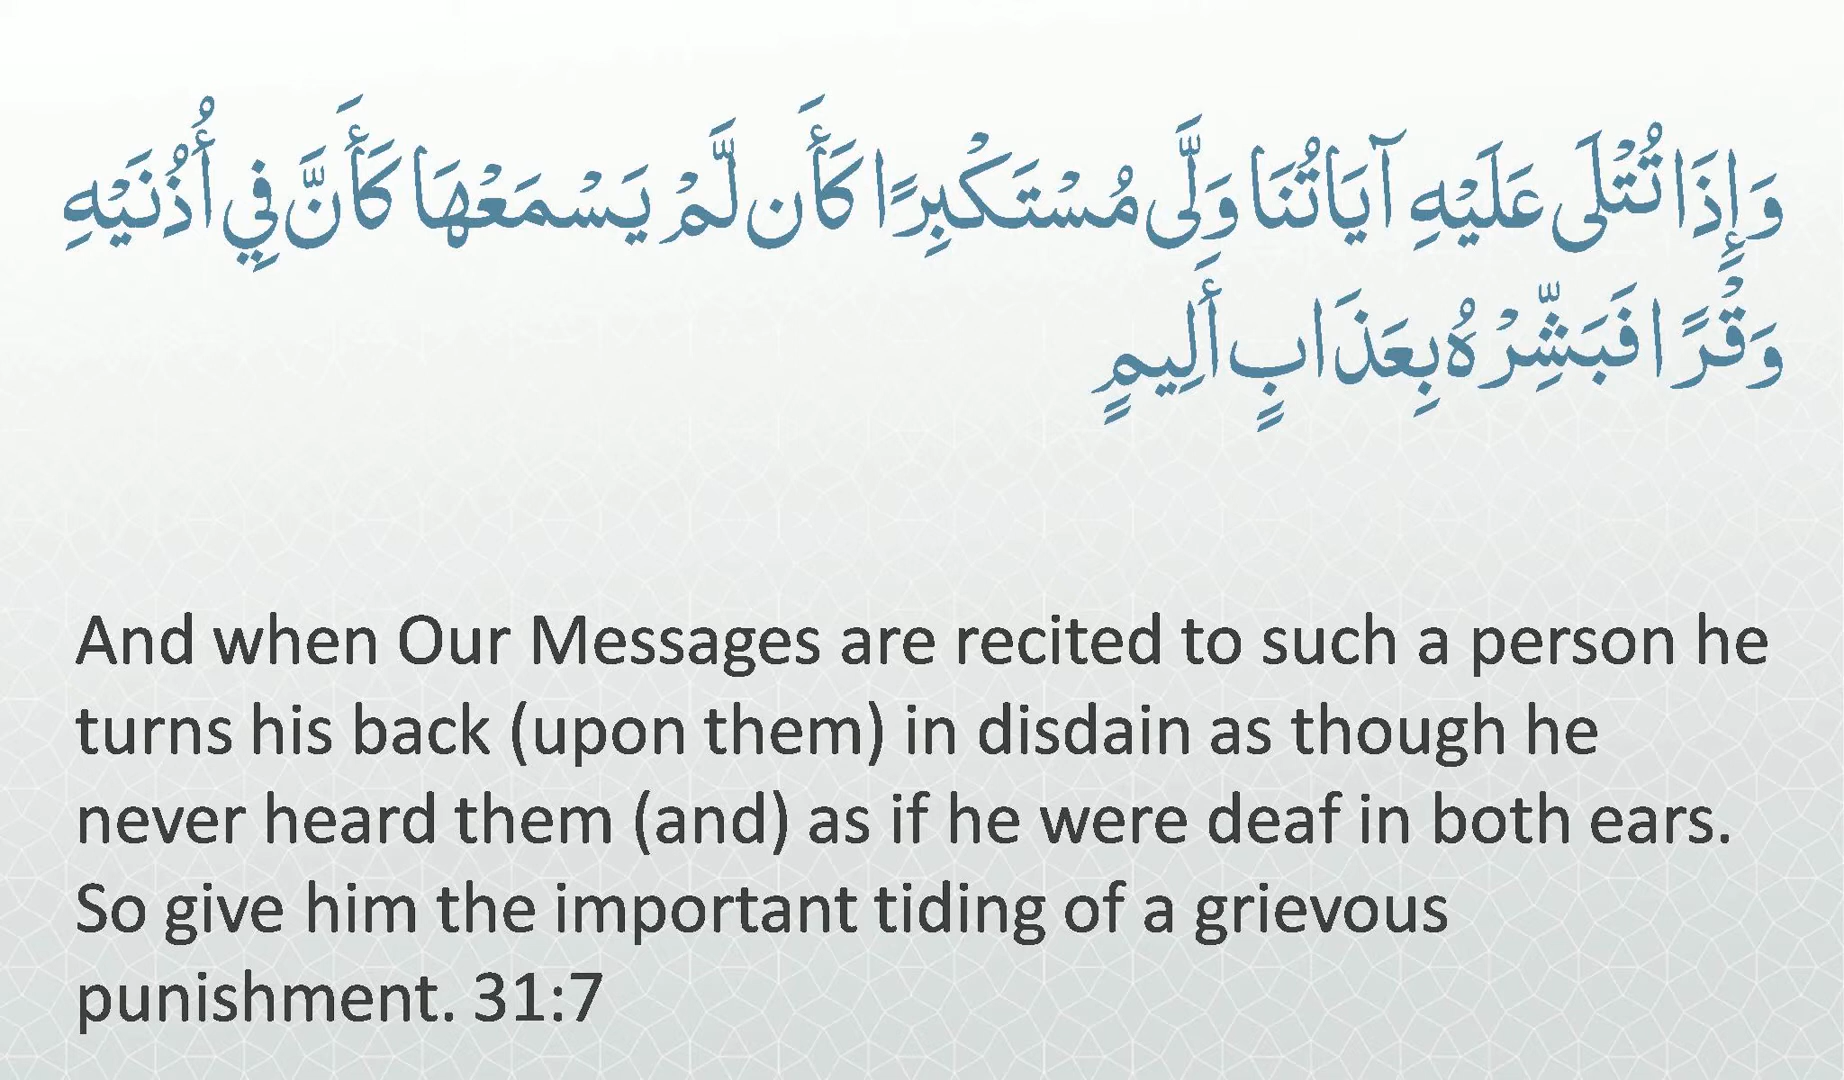 وَإِذَا تُتْلَى عَلَيْهِ آيَاتُنَا وَلَّى مُسْتَكْبِرًا كَأَن لَّمْ يَسْمَعْهَا كَأَنَّ فِي أُذُنَيْهِ
وَقْرًا فَبَشِّرْهُ بِعَذَابٍ أَلِيمٍ
And when Our Messages are recited to such a person he
turns his back (upon them) in disdain as though he
never heard them (and) as if he were deaf in both ears.
So give him the important tiding of a grievous
punishment. 31:7